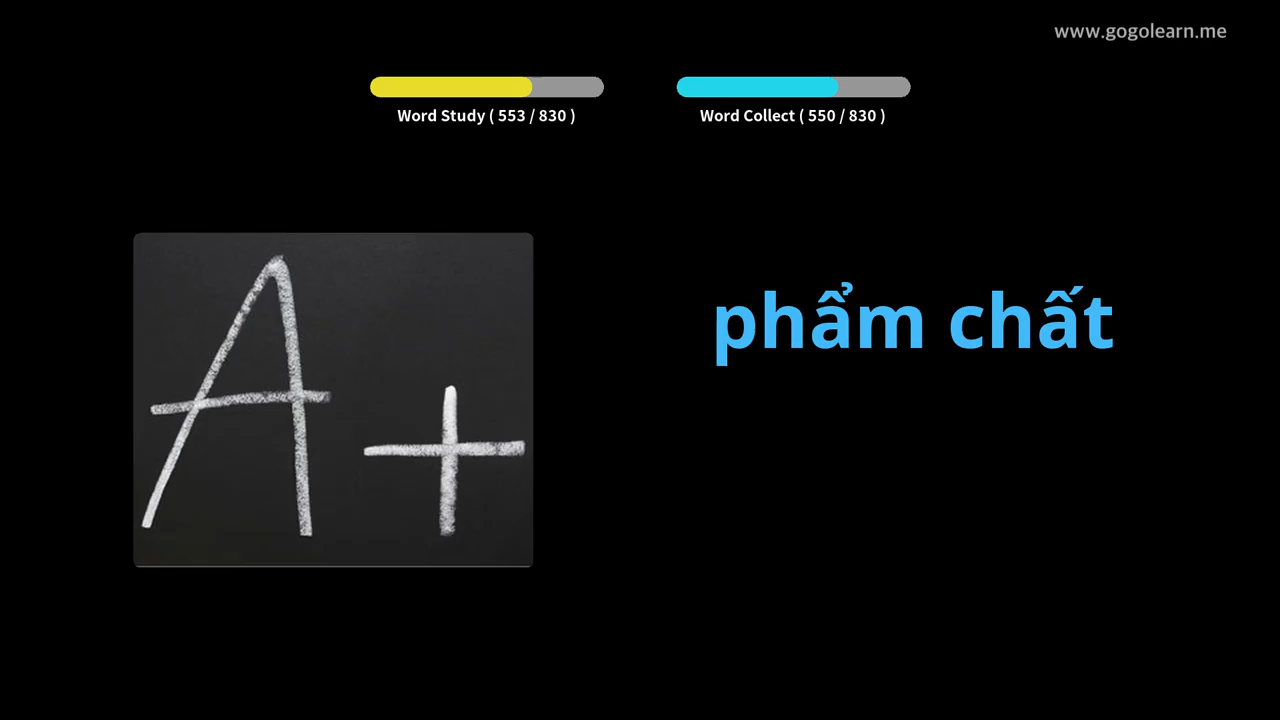 www.gogolearn.me
Word Study ( 553 / 830 )
Word Collect ( 550 / 830 )
A+
phẩm chất